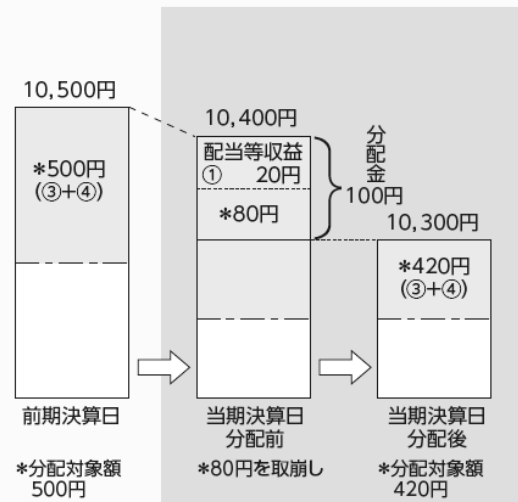 10,500円
*500円
(③+④)
前期決算日
*分配対象額
500円
10,400円
配当等収益
① 20円
*80円
分配金
100円
当期決算日
分配前
*80円を取崩し
10,300円
*420円
(③+④)
当期決算日
分配後
*分配対象額
420円